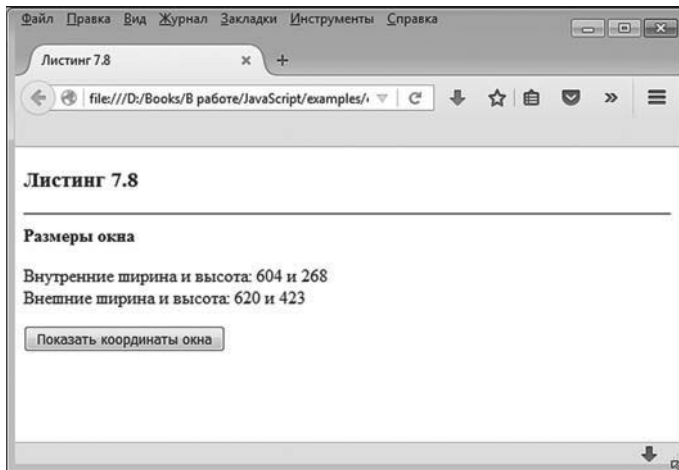 Файл Правка Вид Журнал Закладки Инструменты Справка
Листинг 7.8
file:///D:/Books/В работе/JavaScript/examples/
Листинг 7.8
Размеры окна
Внутренние ширина и высота: 604 и 268
Внешние ширина и высота: 620 и 423
Показать координаты окна